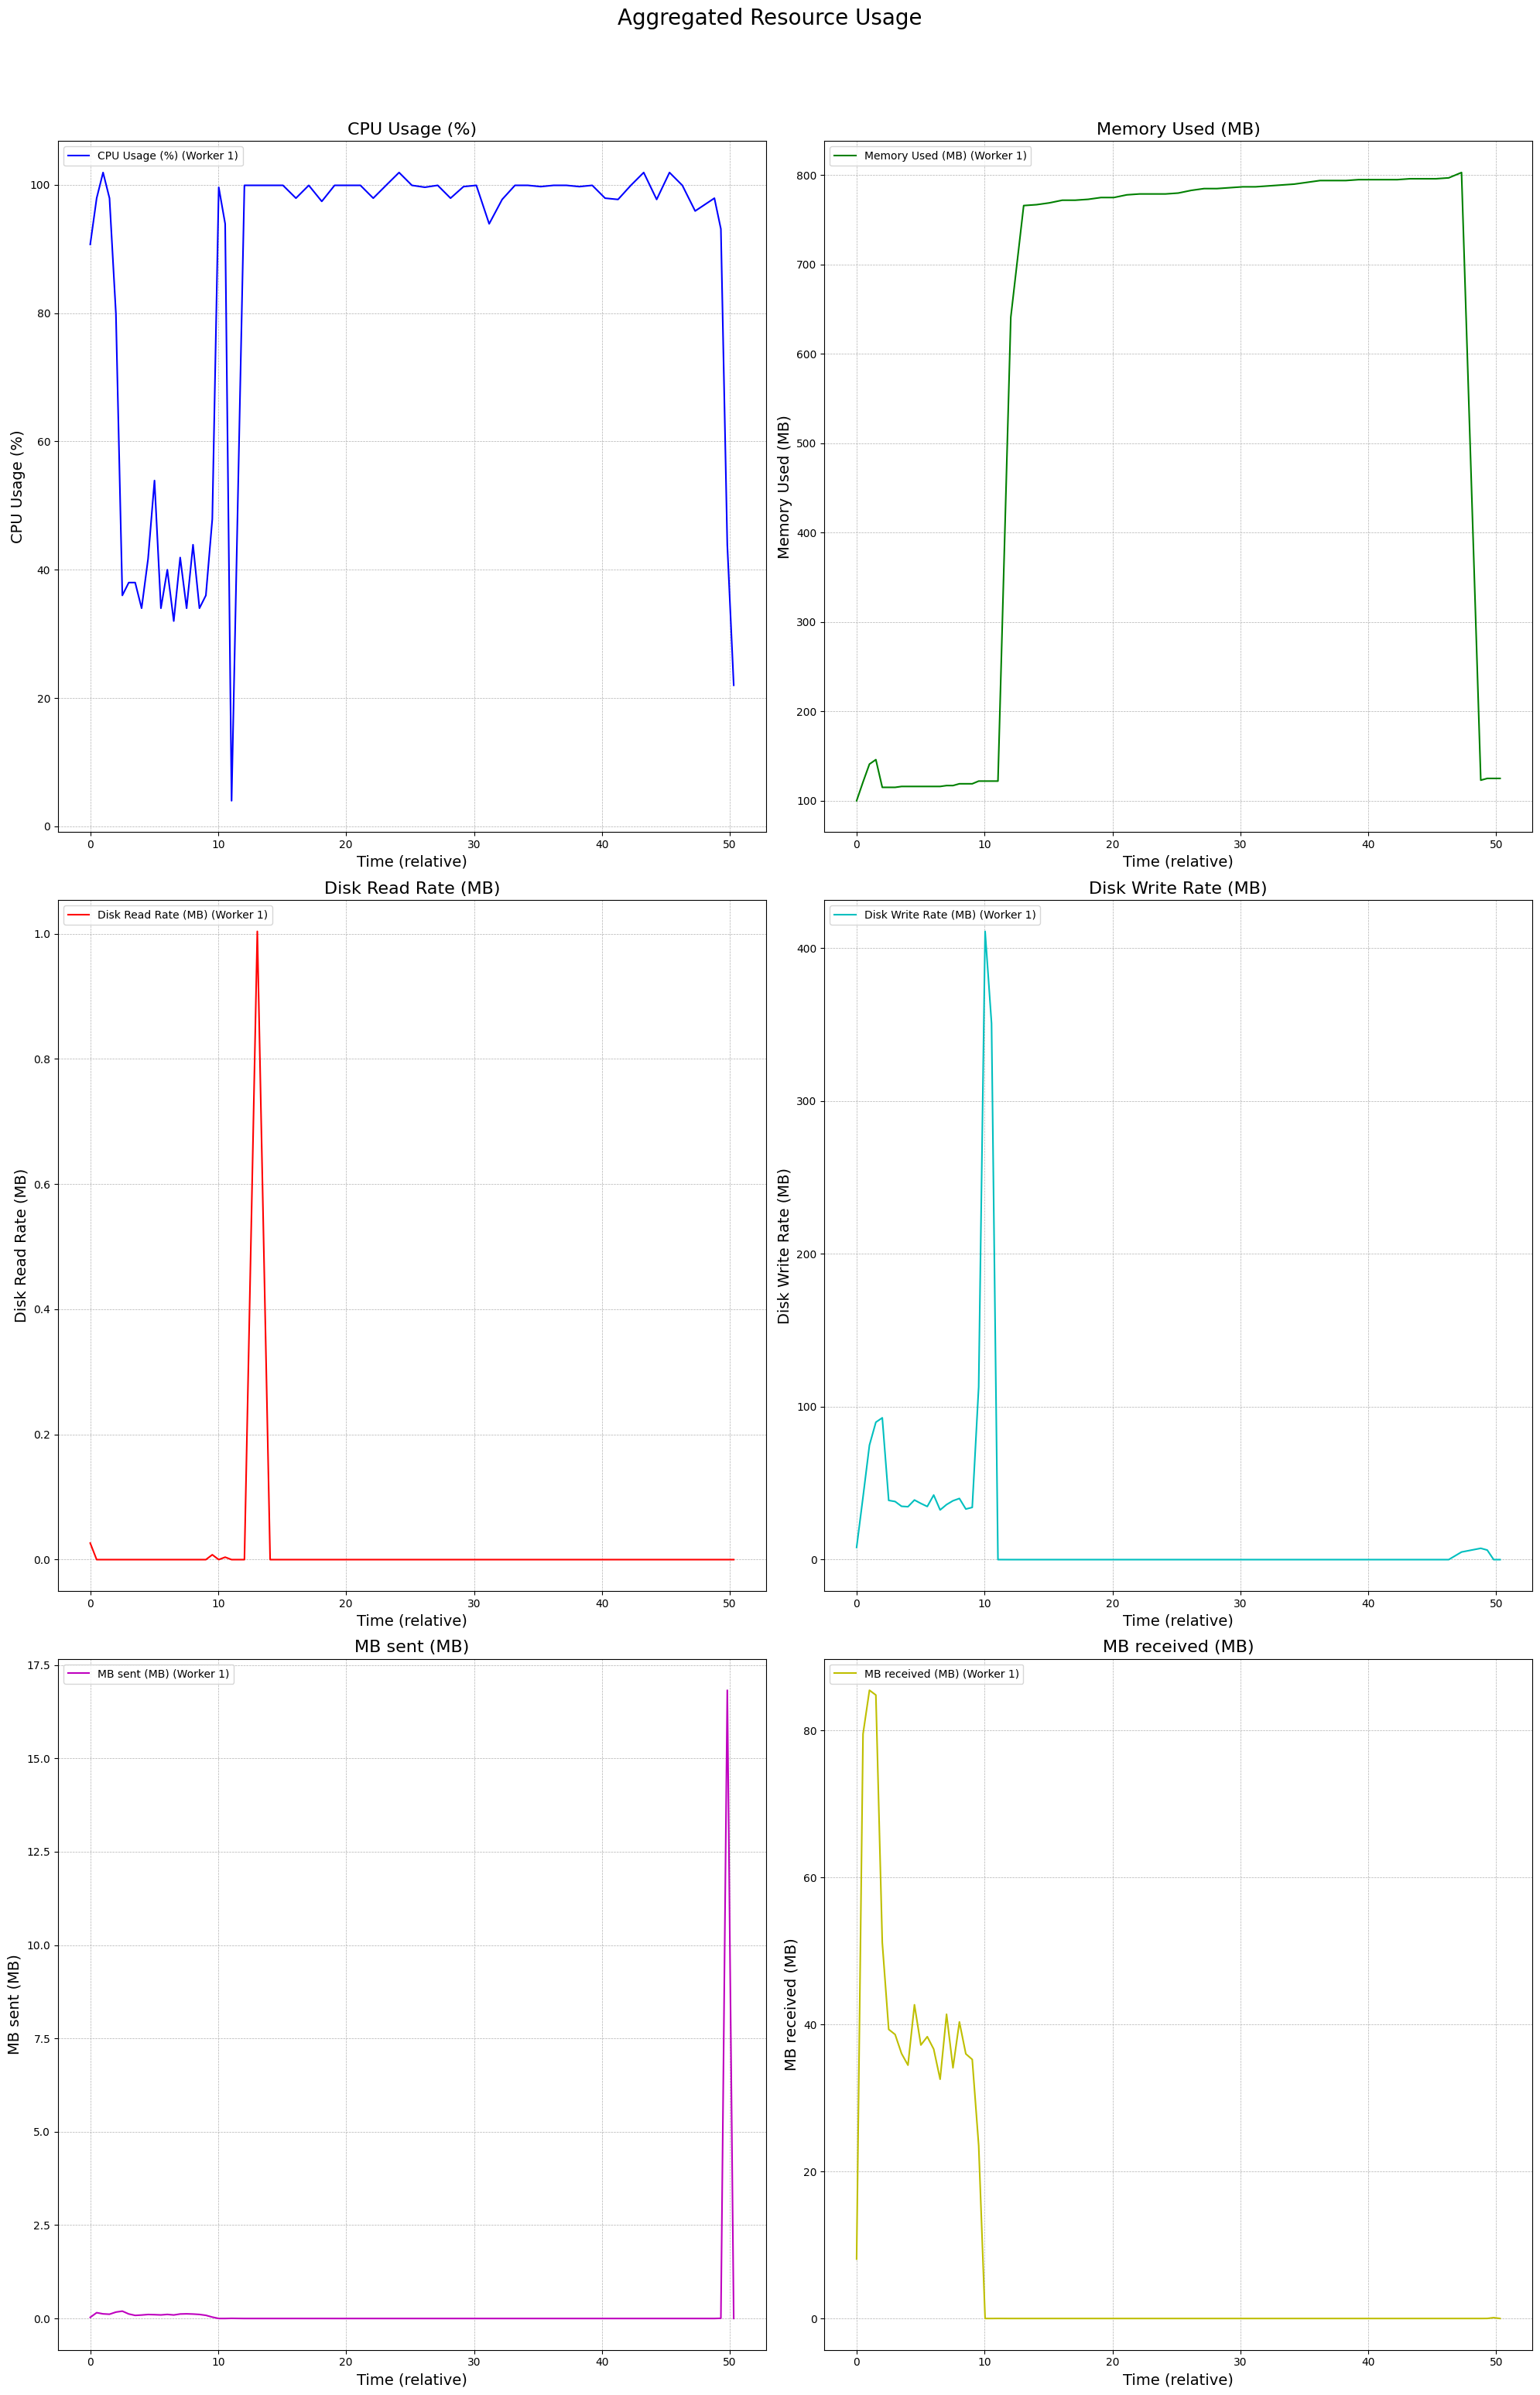 Aggregated Resource Usage
CPU Usage (%)
CPU Usage (%) (Worker 1)
CPU Usage (%)
100
80
60
40
20
0
0 10 20 30 40 50
Time (relative)
Memory Used (MB)
Memory Used (MB) (Worker 1)
Memory Used (MB)
800
700
600
500
400
300
200
100
0 10 20 30 40 50
Time (relative)
Disk Read Rate (MB)
Disk Read Rate (MB) (Worker 1)
Disk Read Rate (MB)
1.0
0.8
0.6
0.4
0.2
0.0
0 10 20 30 40 50
Time (relative)
Disk Write Rate (MB)
Disk Write Rate (MB) (Worker 1)
Disk Write Rate (MB)
400
300
200
100
0
0 10 20 30 40 50
Time (relative)
MB sent (MB)
MB sent (MB) (Worker 1)
MB sent (MB)
17.5
15.0
12.5
10.0
7.5
5.0
2.5
0.0
0 10 20 30 40 50
Time (relative)
MB received (MB)
MB received (MB) (Worker 1)
MB received (MB)
80
60
40
20
0
0 10 20 30 40 50
Time (relative)